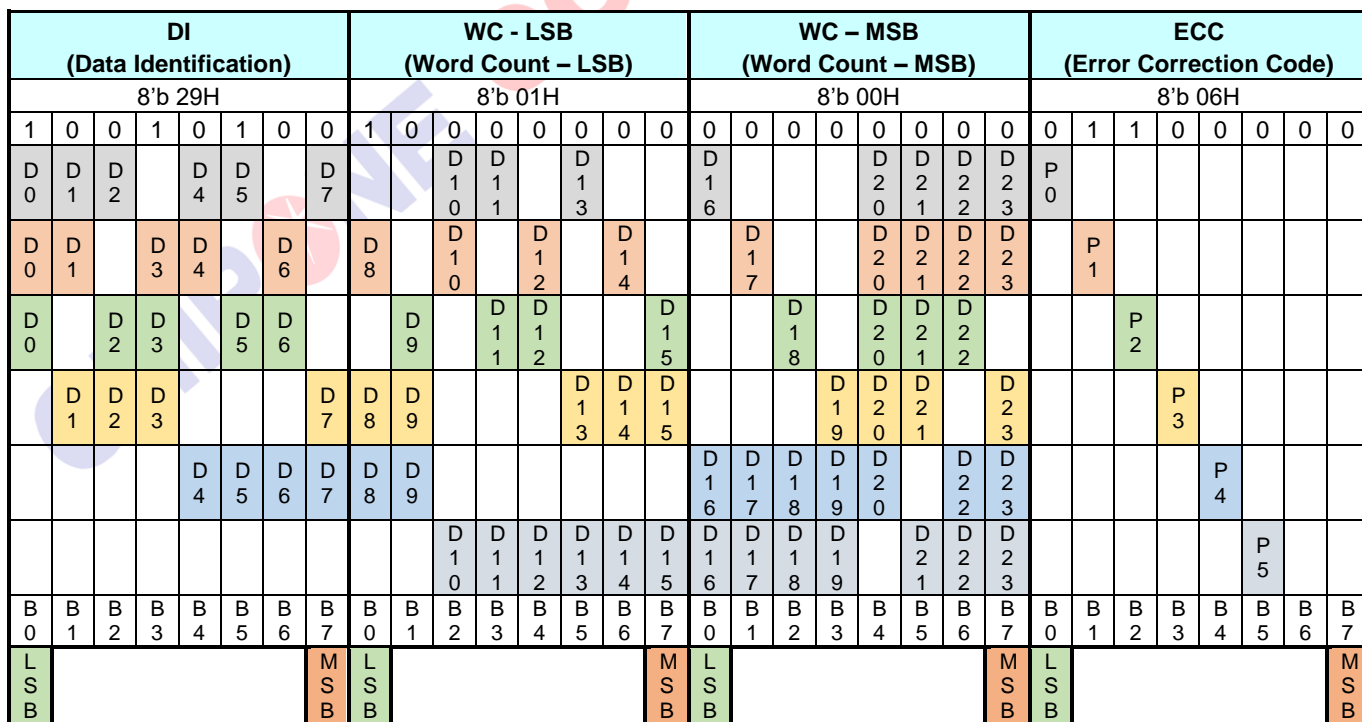 DI WC - LSB WC – MSB ECC
(Data Identification) (Word Count – LSB) (Word Count – MSB) (Error Correction Code)
8’b 29H 8’b 01H 8’b 00H 8’b 06H
1 0 0 1 0 1 0 0 1 0 0 0 0 0 0 0 0 0 0 0 0 0 0 0 0 1 1 0 0 0 0 0
D0 D1 D2 D4 D5 D7 D10 D11 D13 D16 D20 D21 D22 D23 P0
D0 D1 D3 D4 D6 D8 D10 D12 D14 D17 D20 D21 D22 D23 P1
D0 D2 D3 D5 D6 D9 D11 D12 D15 D18 D20 D21 D22 P2
D1 D2 D3 D7 D8 D9 D13 D14 D15 D19 D20 D21 D23 P3
D4 D5 D6 D7 D8 D9 D16 D17 D18 D19 D20 D22 D23 P4
D10 D11 D12 D13 D14 D15 D16 D17 D18 D19 D21 D22 D23 P5
B0 B1 B2 B3 B4 B5 B6 B7 B0 B1 B2 B3 B4 B5 B6 B7 B0 B1 B2 B3 B4 B5 B6 B7 B0 B1 B2 B3 B4 B5 B6 B7
LSB MSB LSB MSB LSB MSB LSB MSB